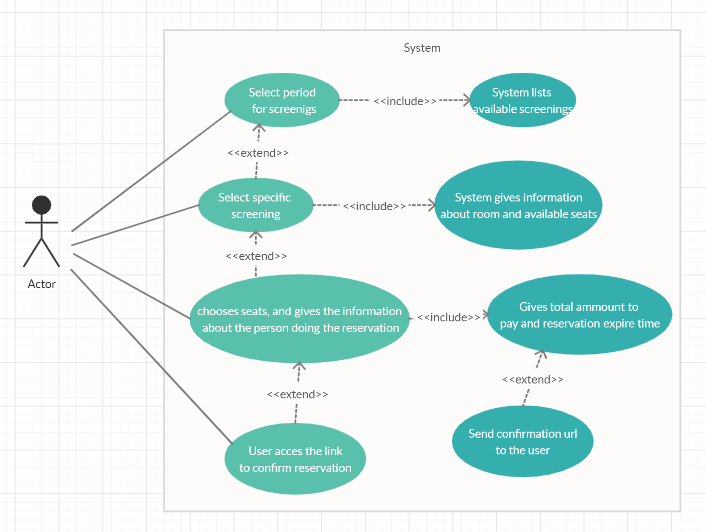 System
Select period
for screenigs
<<include>>
System lists
available screenings
<<extend>>
Select specific
screening
<<include>>
System gives information
about room and available seats
Actor
<<extend>>
chooses seats, and gives the information
about the person doing the reservation
<<include>>
Gives total ammount to
pay and reservation expire time
<<extend>>
<<extend>>
User acces the link
to confirm reservation
Send confirmation url
to the user